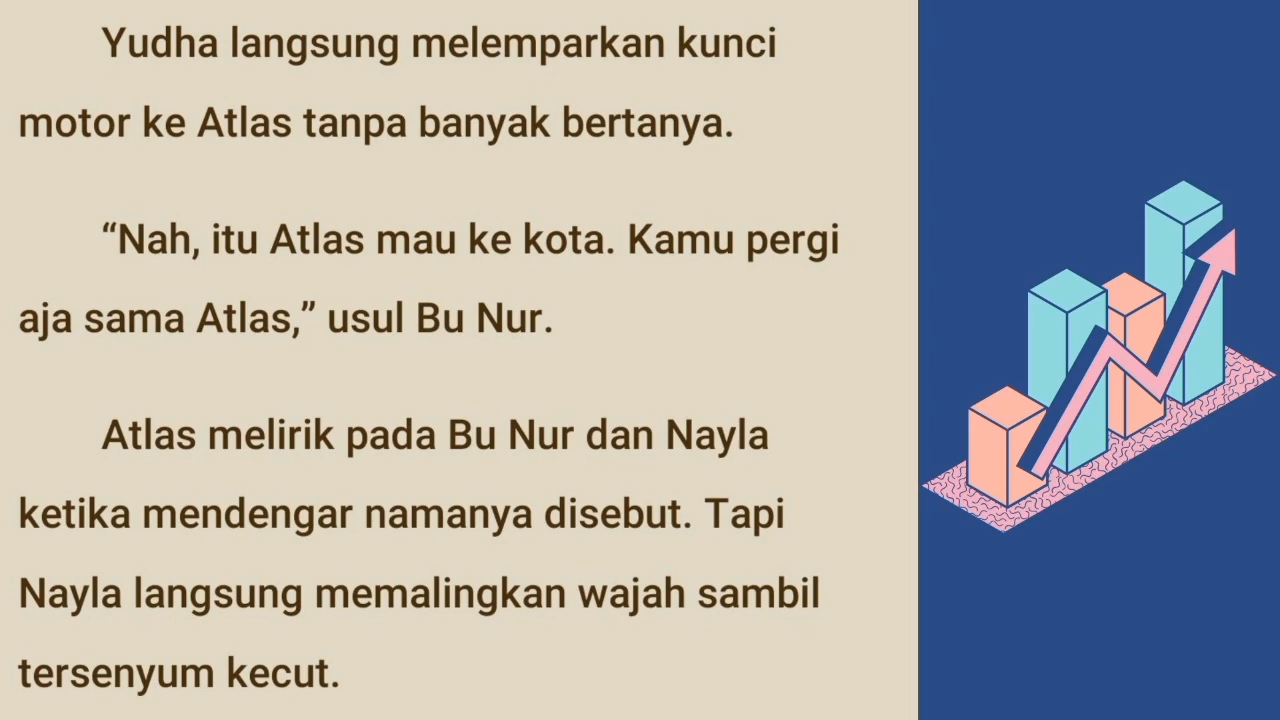 Yudha langsung melemparkan kunci
motor ke Atlas tanpa banyak bertanya.
“Nah, itu Atlas mau ke kota. Kamu pergi
aja sama Atlas,” usul Bu Nur.
Atlas melirik pada Bu Nur dan Nayla
ketika mendengar namanya disebut. Tapi
Nayla langsung memalingkan wajah sambil
tersenyum kecut.